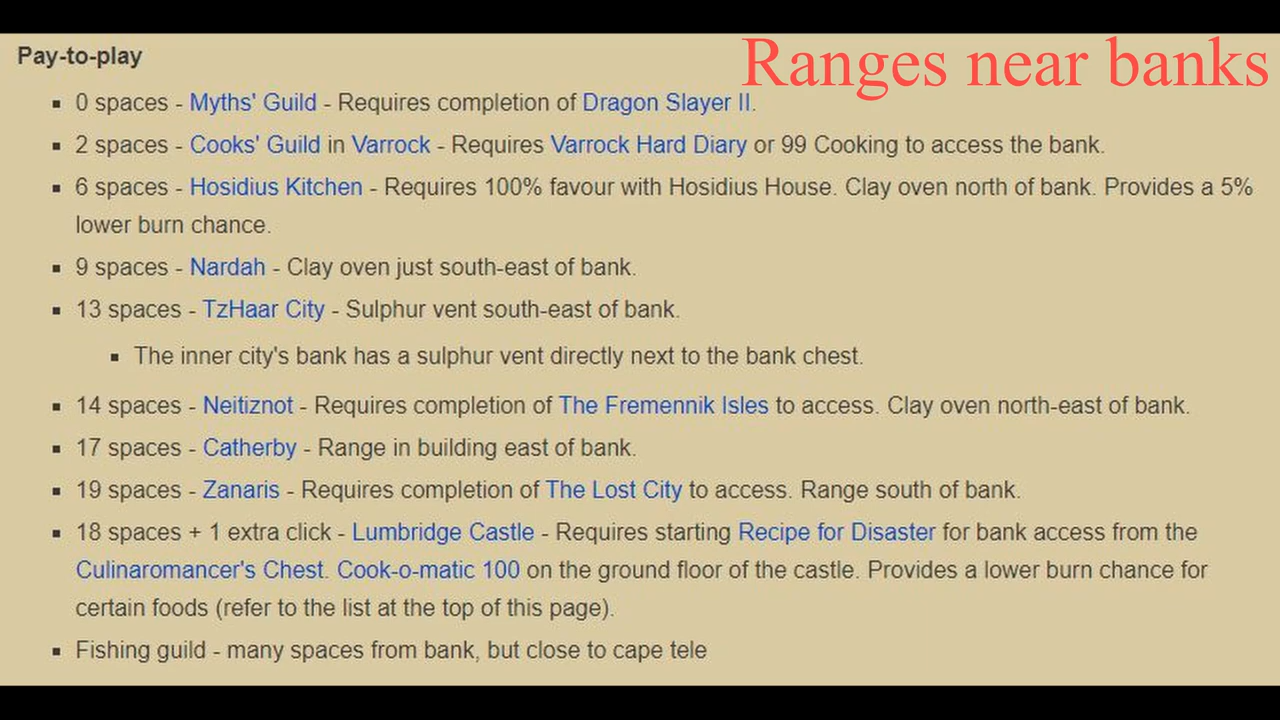 Ranges near banks
Pay-to-play
0 spaces - Myths' Guild - Requires completion of Dragon Slayer II.
2 spaces - Cooks' Guild in Varrock - Requires Varrock Hard Diary or 99 Cooking to access the bank.
6 spaces - Hosidius Kitchen - Requires 100% favour with Hosidius House. Clay oven north of bank. Provides a 5%
lower burn chance.
9 spaces - Nardah - Clay oven just south-east of bank.
13 spaces - TzHaar City - Sulphur vent south-east of bank.
The inner city's bank has a sulphur vent directly next to the bank chest.
14 spaces - Neitiznot - Requires completion of The Fremennik Isles to access. Clay oven north-east of bank.
17 spaces - Catherby - Range in building east of bank.
19 spaces - Zanaris - Requires completion of The Lost City to access. Range south of bank.
18 spaces + 1 extra click - Lumbridge Castle - Requires starting Recipe for Disaster for bank access from the
Culinaromancer's Chest. Cook-o-matic 100 on the ground floor of the castle. Provides a lower burn chance for
certain foods (refer to the list at the top of this page).
Fishing guild - many spaces from bank, but close to cape tele